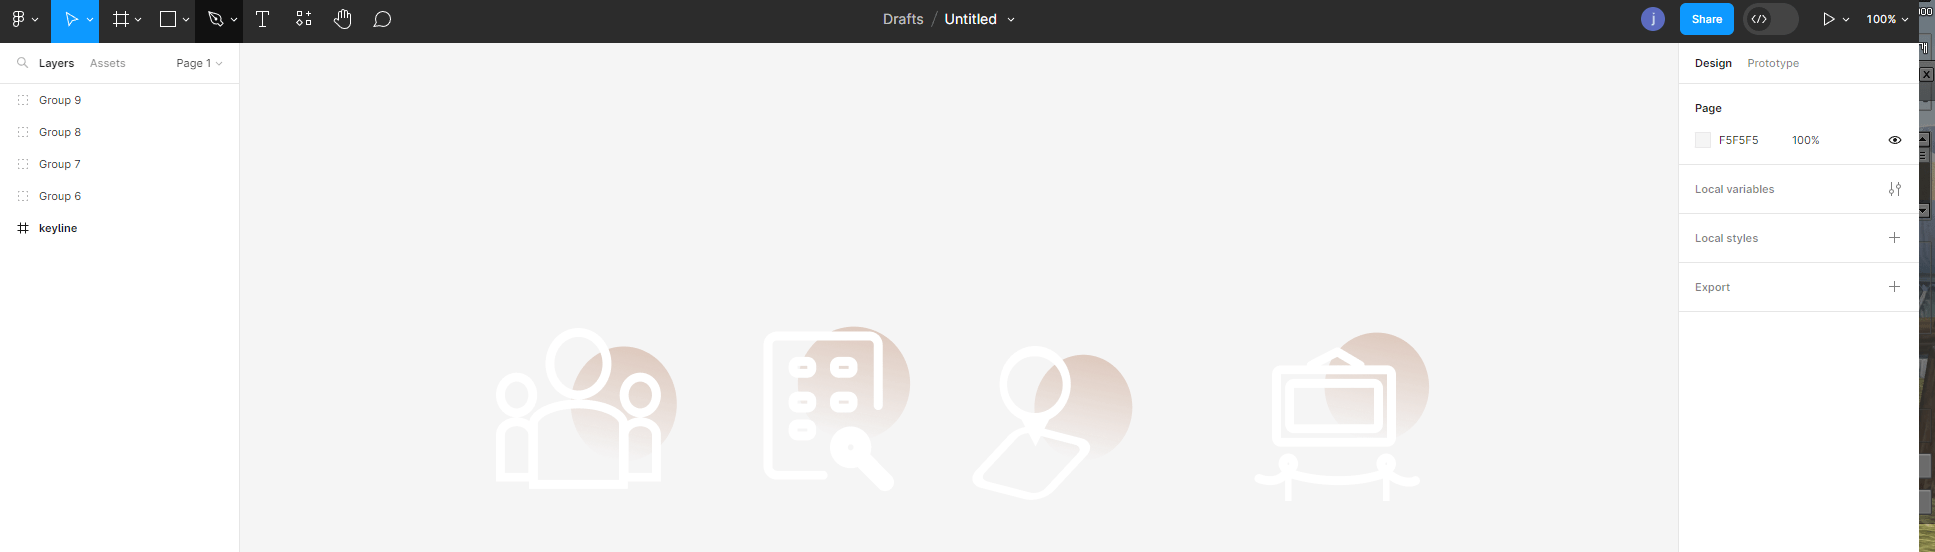 Drafts / Untitled
j
Share
100%
Layers
Assets
Page 1
Group 9
Group 8
Group 7
Group 6
keyline
Design
Prototype
Page
F5F5F5
100%
Local variables
Local styles
Export
X